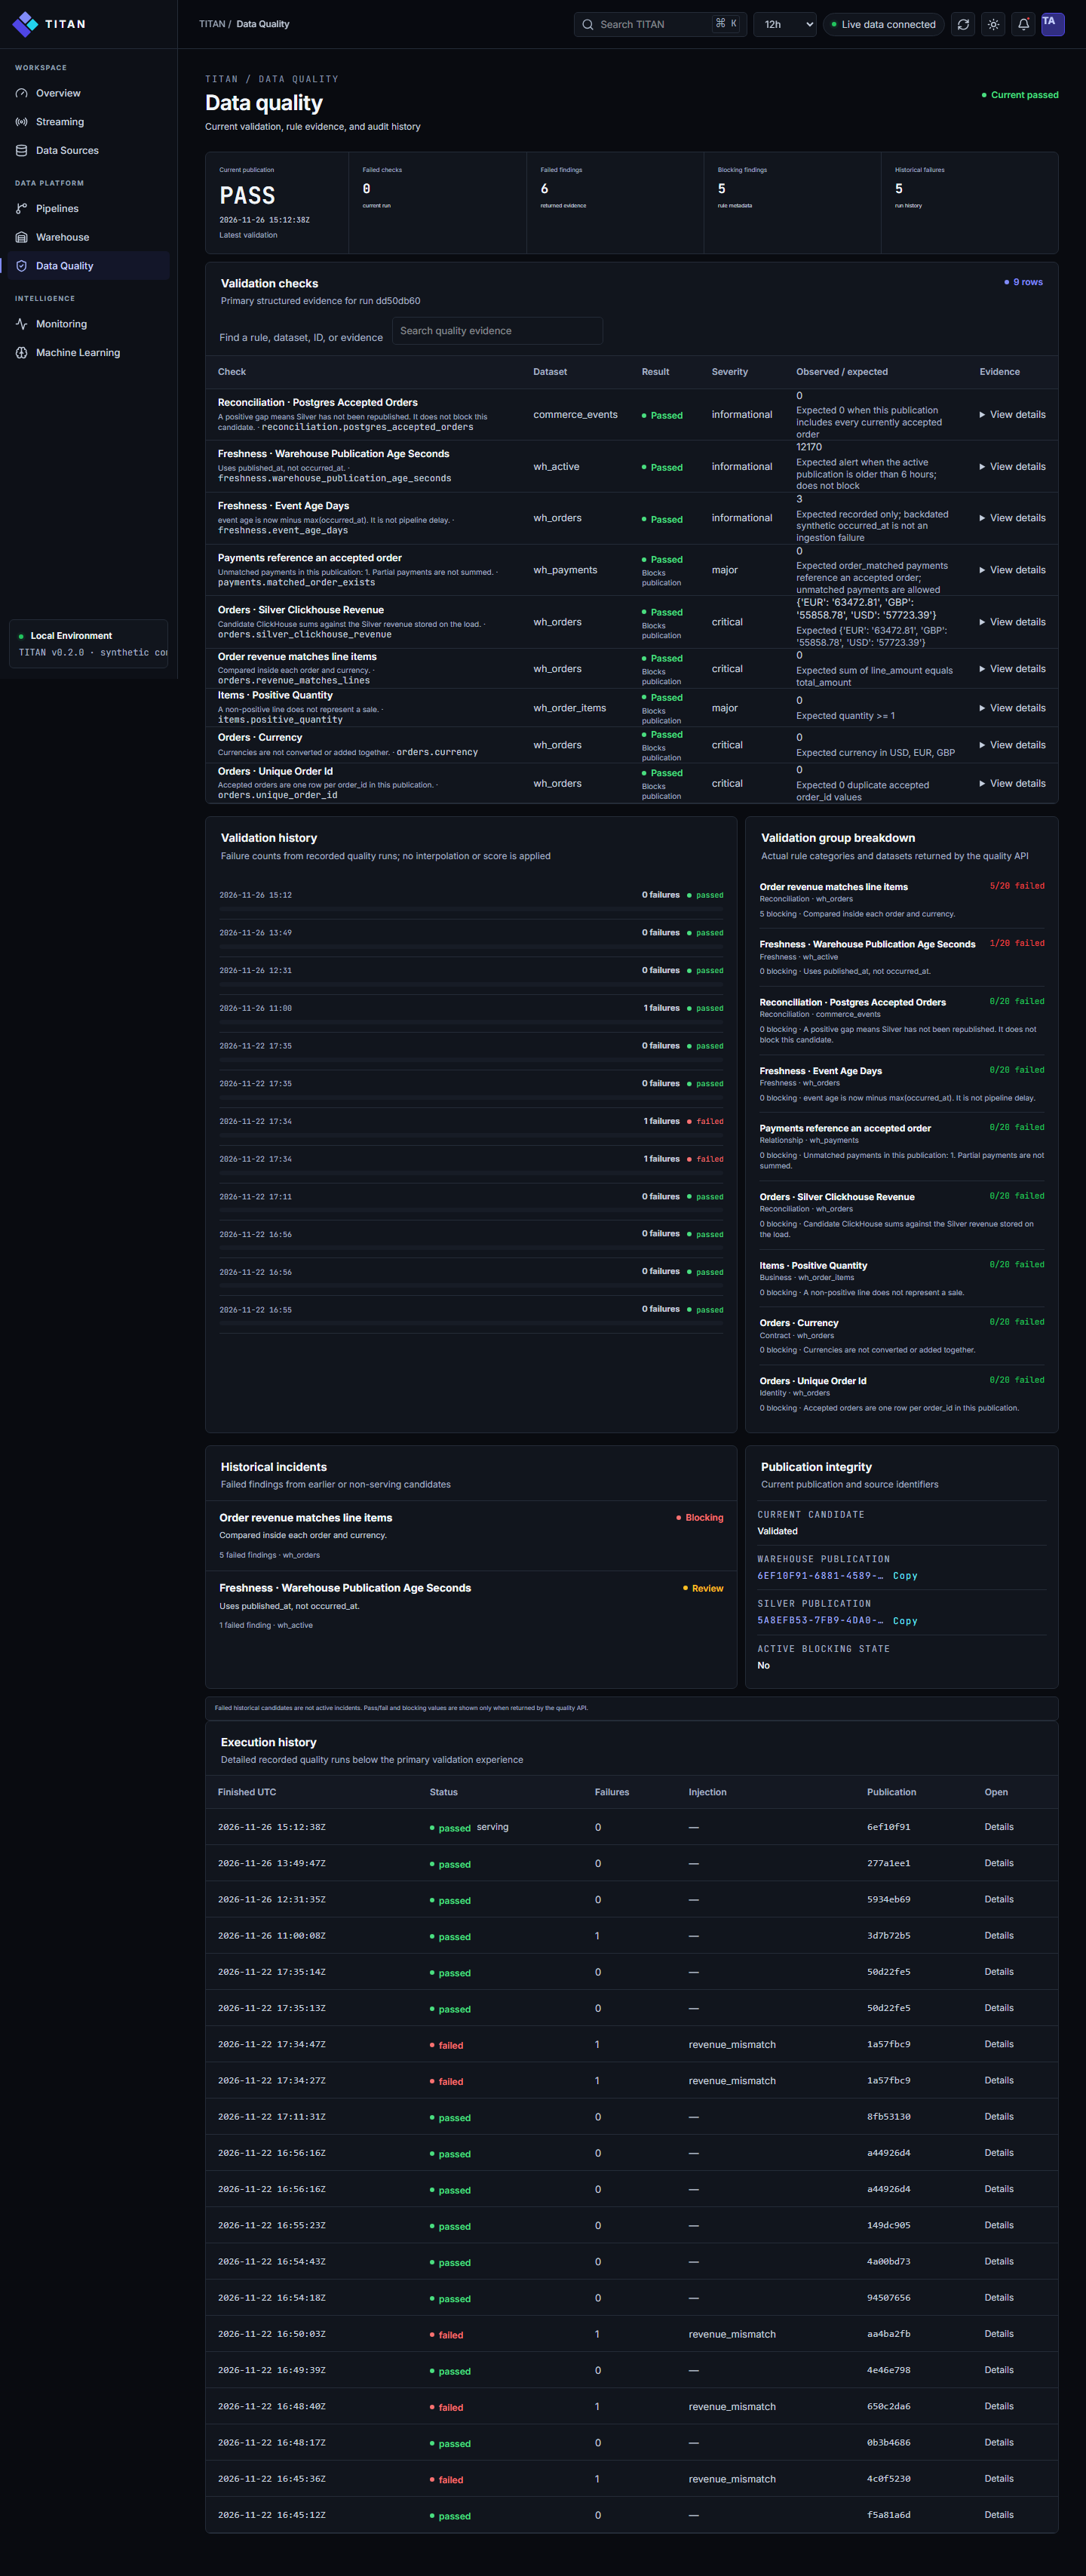 TITAN
TITAN / Data Quality
Search TITAN
⌘ K
12h
Live data connected
TA
WORKSPACE
Overview
Streaming
Data Sources
DATA PLATFORM
Pipelines
Warehouse
Data Quality
INTELLIGENCE
Monitoring
Machine Learning
Local Environment
TITAN v0.2.0 · synthetic con
TITAN / DATA QUALITY
Data quality
Current validation, rule evidence, and audit history
Current passed
Current publication
PASS
2026-11-26 15:12:38Z
Latest validation
Failed checks
0
current run
Failed findings
6
returned evidence
Blocking findings
5
rule metadata
Historical failures
5
run history
Validation checks
Primary structured evidence for run dd50db60
9 rows
Find a rule, dataset, ID, or evidence
Search quality evidence
Check Dataset Result Severity Observed / expected Evidence
Reconciliation · Postgres Accepted Orders
A positive gap means Silver has not been republished. It does not block this
candidate. · reconciliation.postgres_accepted_orders
commerce_events
Passed
informational
0
Expected 0 when this publication
includes every currently accepted
order
View details
Freshness · Warehouse Publication Age Seconds
Uses published_at, not occurred_at. ·
freshness.warehouse_publication_age_seconds
wh_active
Passed
informational
12170
Expected alert when the active
publication is older than 6 hours;
does not block
View details
Freshness · Event Age Days
event age is now minus max(occurred_at). It is not pipeline delay. ·
freshness.event_age_days
wh_orders
Passed
informational
3
Expected recorded only; backdated
synthetic occurred_at is not an
ingestion failure
View details
Payments reference an accepted order
Unmatched payments in this publication: 1. Partial payments are not summed. ·
payments.matched_order_exists
wh_payments
Passed
Blocks
publication
major
0
Expected order_matched payments
reference an accepted order;
unmatched payments are allowed
View details
Orders · Silver Clickhouse Revenue
Candidate ClickHouse sums against the Silver revenue stored on the load. ·
orders.silver_clickhouse_revenue
wh_orders
Passed
Blocks
publication
critical
{'EUR': '63472.81', 'GBP':
'55858.78', 'USD': '57723.39'}
Expected {'EUR': '63472.81', 'GBP':
'55858.78', 'USD': '57723.39'}
View details
Order revenue matches line items
Compared inside each order and currency. ·
orders.revenue_matches_lines
wh_orders
Passed
Blocks
publication
critical
0
Expected sum of line_amount equals
total_amount
View details
Items · Positive Quantity
A non-positive line does not represent a sale. ·
items.positive_quantity
wh_order_items
Passed
Blocks
publication
major
0
Expected quantity >= 1
View details
Orders · Currency
Currencies are not converted or added together. · orders.currency
wh_orders
Passed
Blocks
publication
critical
0
Expected currency in USD, EUR, GBP
View details
Orders · Unique Order Id
Accepted orders are one row per order_id in this publication. ·
orders.unique_order_id
wh_orders
Passed
Blocks
publication
critical
0
Expected 0 duplicate accepted
order_id values
View details
Validation history
Failure counts from recorded quality runs; no interpolation or score is applied
2026-11-26 15:12 0 failures passed
2026-11-26 13:49 0 failures passed
2026-11-26 12:31 0 failures passed
2026-11-26 11:00 1 failures passed
2026-11-22 17:35 0 failures passed
2026-11-22 17:35 0 failures passed
2026-11-22 17:34 1 failures failed
2026-11-22 17:34 1 failures failed
2026-11-22 17:11 0 failures passed
2026-11-22 16:56 0 failures passed
2026-11-22 16:56 0 failures passed
2026-11-22 16:55 0 failures passed
Validation group breakdown
Actual rule categories and datasets returned by the quality API
Order revenue matches line items 5/20 failed
Reconciliation · wh_orders
5 blocking · Compared inside each order and currency.
Freshness · Warehouse Publication Age Seconds 1/20 failed
Freshness · wh_active
0 blocking · Uses published_at, not occurred_at.
Reconciliation · Postgres Accepted Orders 0/20 failed
Reconciliation · commerce_events
0 blocking · A positive gap means Silver has not been republished. It does not
block this candidate.
Freshness · Event Age Days 0/20 failed
Freshness · wh_orders
0 blocking · event age is now minus max(occurred_at). It is not pipeline delay.
Payments reference an accepted order 0/20 failed
Relationship · wh_payments
0 blocking · Unmatched payments in this publication: 1. Partial payments are not
summed.
Orders · Silver Clickhouse Revenue 0/20 failed
Reconciliation · wh_orders
0 blocking · Candidate ClickHouse sums against the Silver revenue stored on
the load.
Items · Positive Quantity 0/20 failed
Business · wh_order_items
0 blocking · A non-positive line does not represent a sale.
Orders · Currency 0/20 failed
Contract · wh_orders
0 blocking · Currencies are not converted or added together.
Orders · Unique Order Id 0/20 failed
Identity · wh_orders
0 blocking · Accepted orders are one row per order_id in this publication.
Historical incidents
Failed findings from earlier or non-serving candidates
Order revenue matches line items Blocking
Compared inside each order and currency.
5 failed findings · wh_orders
Freshness · Warehouse Publication Age Seconds Review
Uses published_at, not occurred_at.
1 failed finding · wh_active
Publication integrity
Current publication and source identifiers
CURRENT CANDIDATE
Validated
WAREHOUSE PUBLICATION
6EF10F91-6881-4589-… Copy
SILVER PUBLICATION
5A8EFB53-7FB9-4DA0-… Copy
ACTIVE BLOCKING STATE
No
Failed historical candidates are not active incidents. Pass/fail and blocking values are shown only when returned by the quality API.
Execution history
Detailed recorded quality runs below the primary validation experience
Finished UTC Status Failures Injection Publication Open
2026-11-26 15:12:38Z passed serving 0 — 6ef10f91 Details
2026-11-26 13:49:47Z passed 0 — 277a1ee1 Details
2026-11-26 12:31:35Z passed 0 — 5934eb69 Details
2026-11-26 11:00:08Z passed 1 — 3d7b72b5 Details
2026-11-22 17:35:14Z passed 0 — 50d22fe5 Details
2026-11-22 17:35:13Z passed 0 — 50d22fe5 Details
2026-11-22 17:34:47Z failed 1 revenue_mismatch 1a57fbc9 Details
2026-11-22 17:34:27Z failed 1 revenue_mismatch 1a57fbc9 Details
2026-11-22 17:11:31Z passed 0 — 8fb53130 Details
2026-11-22 16:56:16Z passed 0 — a44926d4 Details
2026-11-22 16:56:16Z passed 0 — a44926d4 Details
2026-11-22 16:55:23Z passed 0 — 149dc905 Details
2026-11-22 16:54:43Z passed 0 — 4a00bd73 Details
2026-11-22 16:54:18Z passed 0 — 94507656 Details
2026-11-22 16:50:03Z failed 1 revenue_mismatch aa4ba2fb Details
2026-11-22 16:49:39Z passed 0 — 4e46e798 Details
2026-11-22 16:48:40Z failed 1 revenue_mismatch 650c2da6 Details
2026-11-22 16:48:17Z passed 0 — 0b3b4686 Details
2026-11-22 16:45:36Z failed 1 revenue_mismatch 4c0f5230 Details
2026-11-22 16:45:12Z passed 0 — f5a81a6d Details